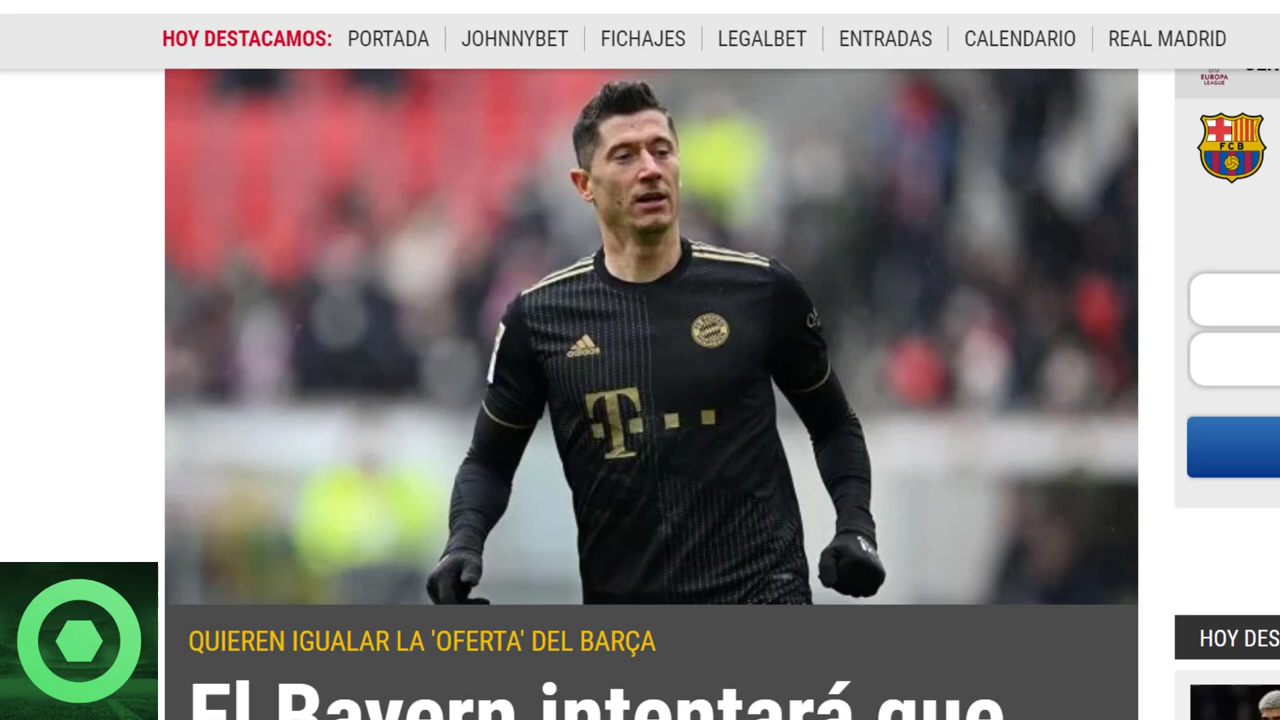 HOY DESTACAMOS: PORTADA JOHNNYBET FICHAJES LEGALBET ENTRADAS CALENDARIO REAL MADRID
EUROPA
LEAGUE
FCB
adidas
T
QUIEREN IGUALAR LA 'OFERTA' DEL BARÇA
El Bayern intentará que
HOY DES